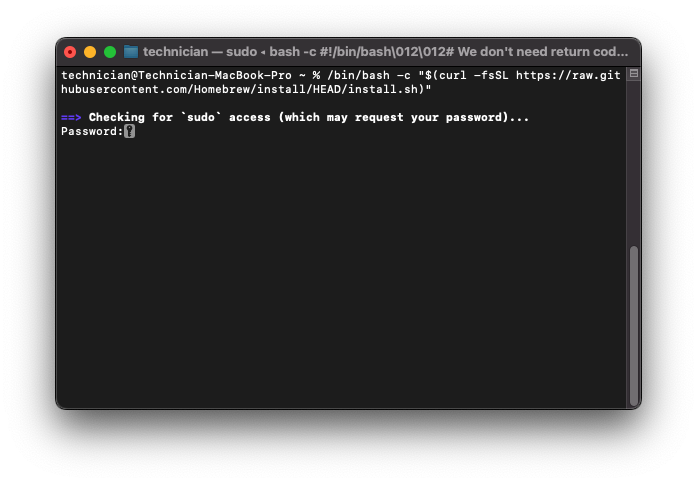 technician — sudo ◂ bash -c #!/bin/bash\012\012# We don't need return cod...
technician@Technician-MacBook-Pro ~ % /bin/bash -c "$(curl -fsSL https://raw.git
hubusercontent.com/Homebrew/install/HEAD/install.sh)"
==> Checking for `sudo` access (which may request your password)...
Password: